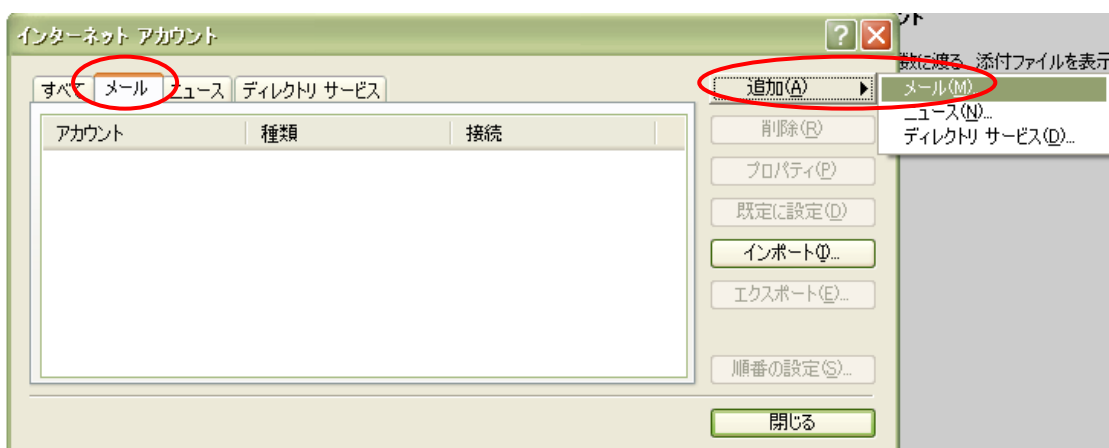 インターネット アカウント
すべて メール ニュース ディレクトリ サービス
アカウント 種類 接続
追加(A)
削除(R)
プロパティ(P)
既定に設定(D)
インポート(I)...
エクスポート(E)...
順番の設定(S)...
閉じる
メール(M)...
ニュース(N)...
ディレクトリ サービス(D)...
数に渡る 添付ファイルを表示